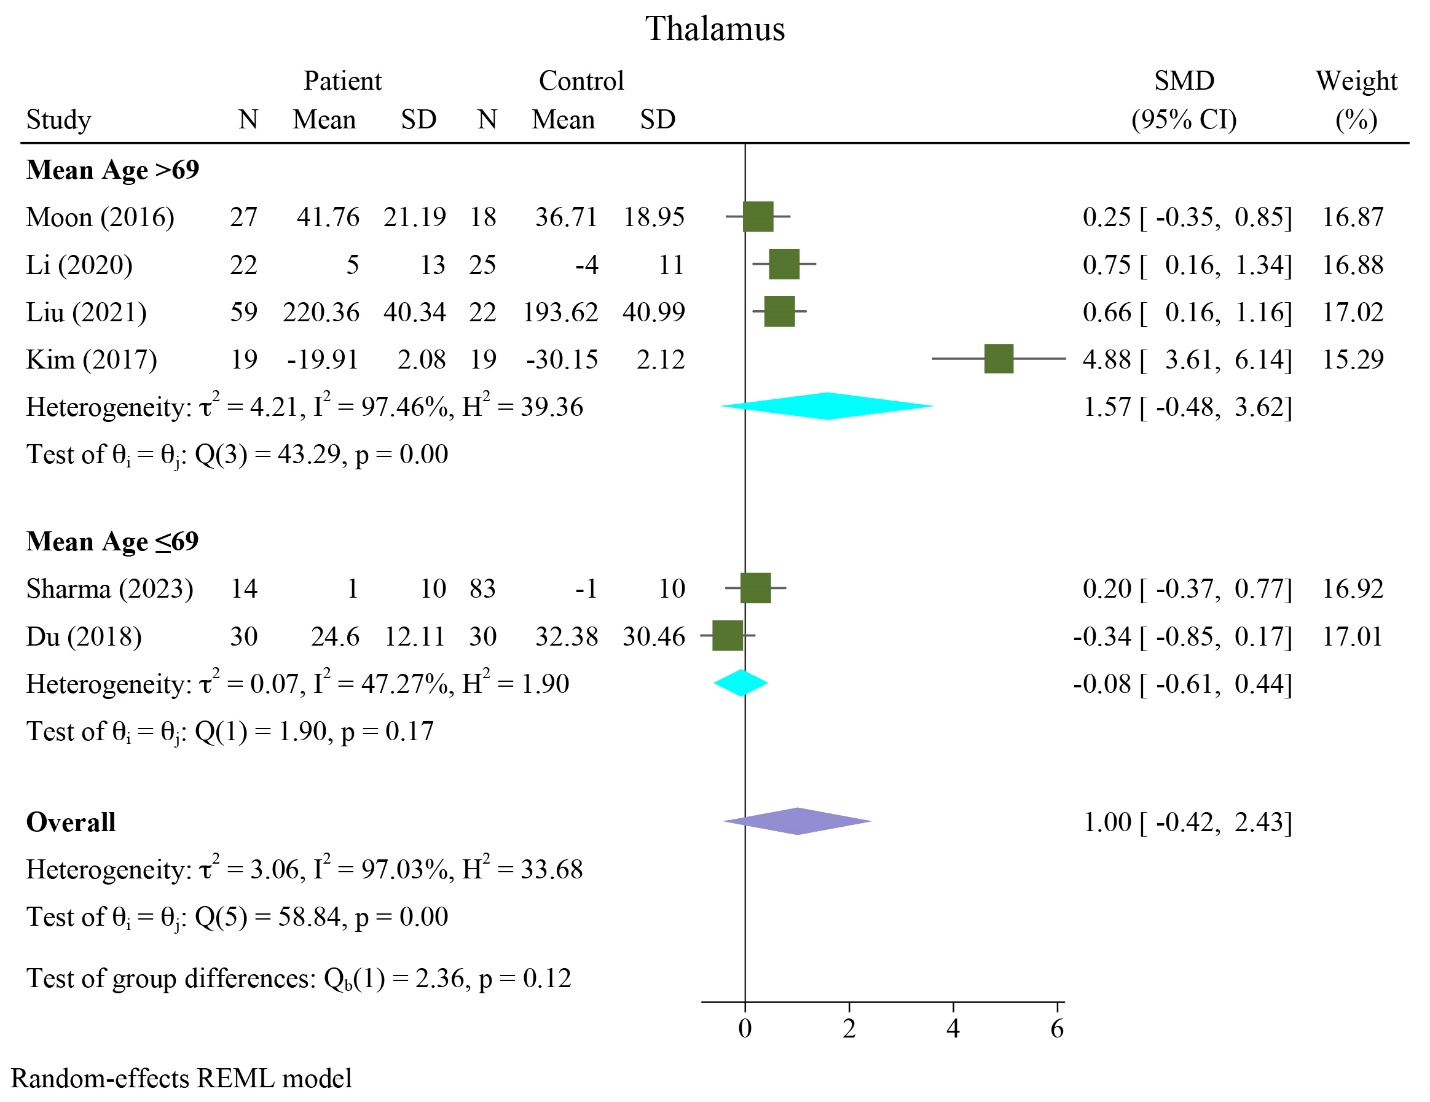 Thalamus
Patient Control SMD Weight
Study N Mean SD N Mean SD (95% CI) (%)
Mean Age >69
Moon (2016) 27 41.76 21.19 18 36.71 18.95 0.25 [ -0.35, 0.85] 16.87
Li (2020) 22 5 13 25 -4 11 0.75 [ 0.16, 1.34] 16.88
Liu (2021) 59 220.36 40.34 22 193.62 40.99 0.66 [ 0.16, 1.16] 17.02
Kim (2017) 19 -19.91 2.08 19 -30.15 2.12 4.88 [ 3.61, 6.14] 15.29
Heterogeneity: τ² = 4.21, I² = 97.46%, H² = 39.36 1.57 [ -0.48, 3.62]
Test of θᵢ = θⱼ: Q(3) = 43.29, p = 0.00
Mean Age ≤69
Sharma (2023) 14 1 10 83 -1 10 0.20 [ -0.37, 0.77] 16.92
Du (2018) 30 24.6 12.11 30 32.38 30.46 -0.34 [ -0.85, 0.17] 17.01
Heterogeneity: τ² = 0.07, I² = 47.27%, H² = 1.90 -0.08 [ -0.61, 0.44]
Test of θᵢ = θⱼ: Q(1) = 1.90, p = 0.17
Overall 1.00 [ -0.42, 2.43]
Heterogeneity: τ² = 3.06, I² = 97.03%, H² = 33.68
Test of θᵢ = θⱼ: Q(5) = 58.84, p = 0.00
Test of group differences: Q_b(1) = 2.36, p = 0.12
0 2 4 6
Random-effects REML model